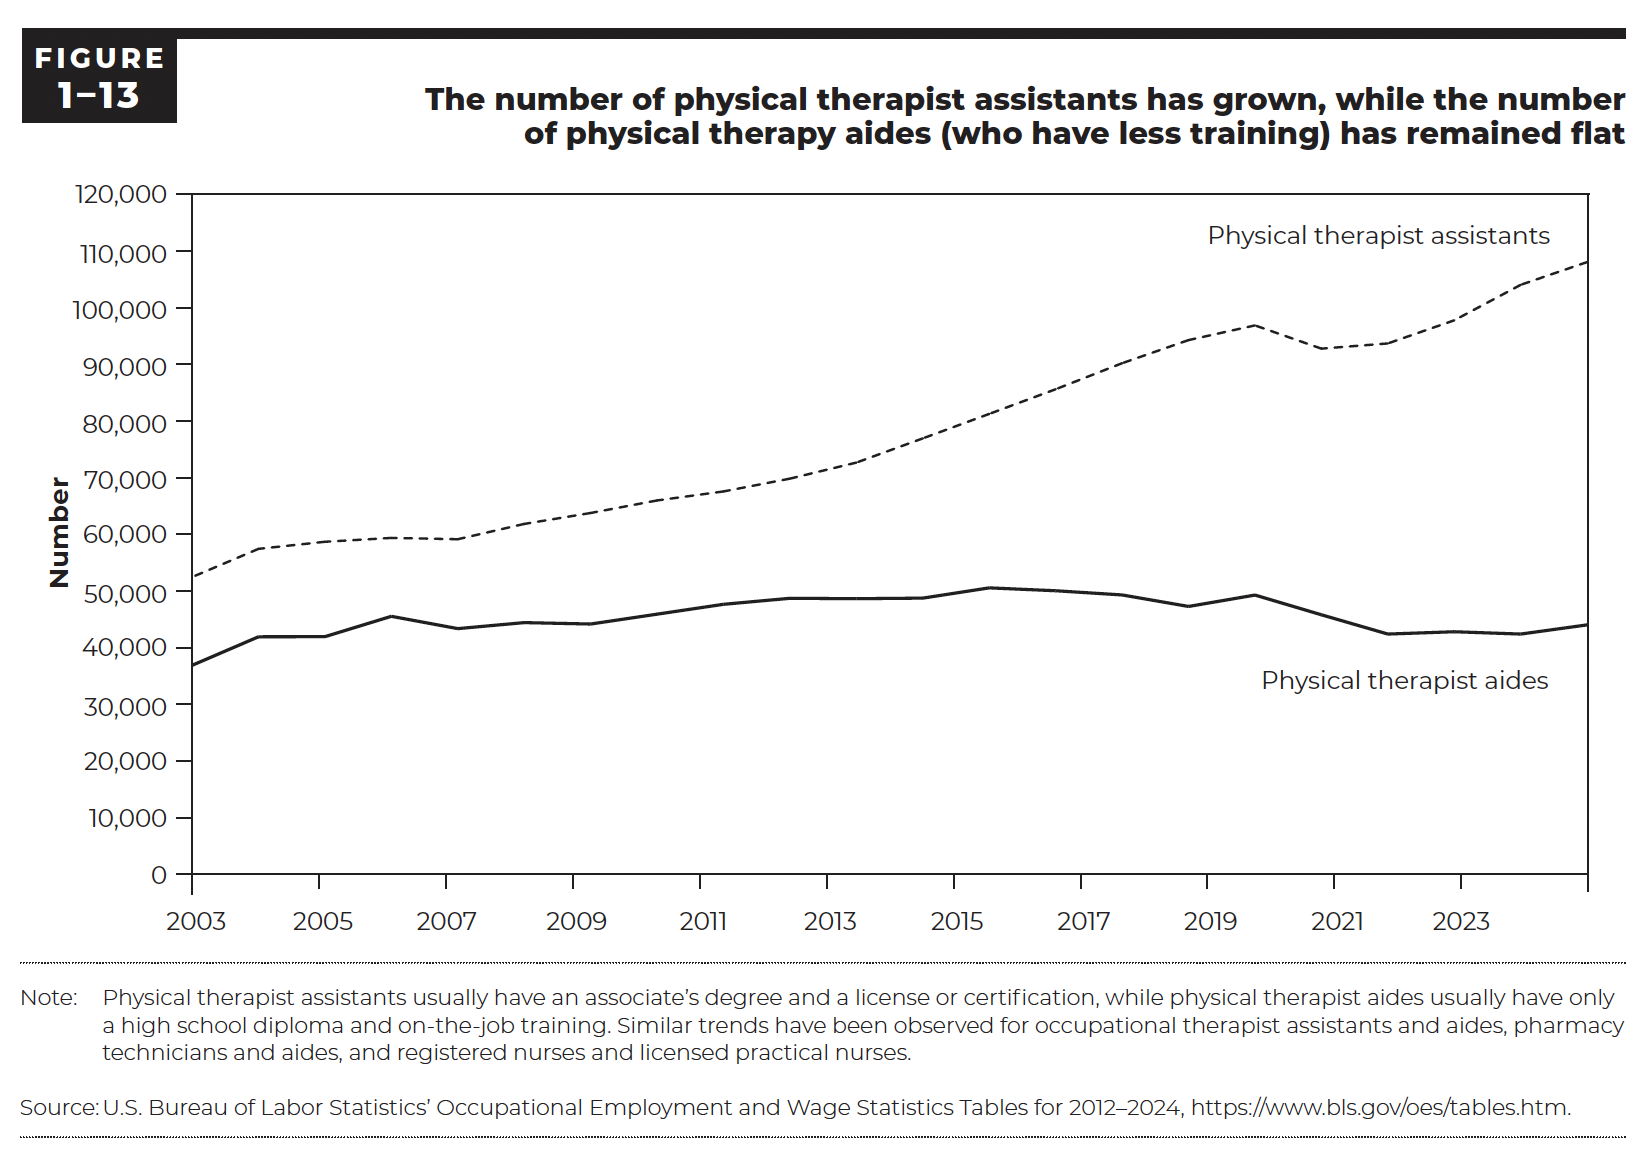 FIGURE
1–13
The number of physical therapist assistants has grown, while the number
of physical therapy aides (who have less training) has remained flat
120,000
110,000
100,000
90,000
80,000
70,000
60,000
50,000
40,000
30,000
20,000
10,000
0
Number
Physical therapist assistants
Physical therapist aides
2003 2005 2007 2009 2011 2013 2015 2017 2019 2021 2023
Note: Physical therapist assistants usually have an associate’s degree and a license or certification, while physical therapist aides usually have only
a high school diploma and on-the-job training. Similar trends have been observed for occupational therapist assistants and aides, pharmacy
technicians and aides, and registered nurses and licensed practical nurses.
Source: U.S. Bureau of Labor Statistics’ Occupational Employment and Wage Statistics Tables for 2012–2024, https://www.bls.gov/oes/tables.htm.